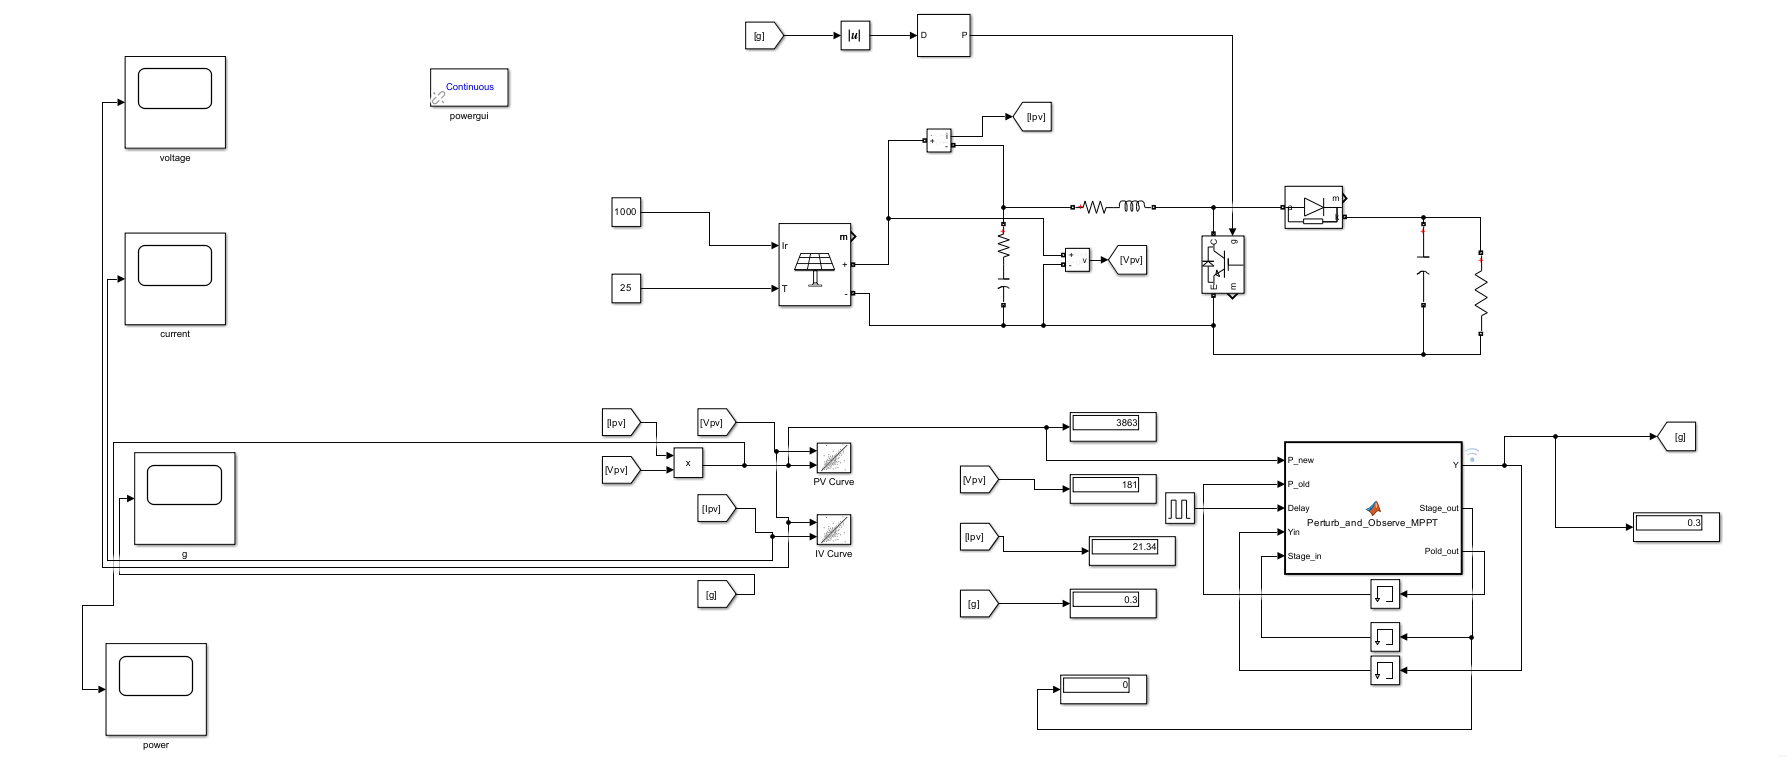 [g]
|u|
D
P
Continuous
powergui
voltage
[Ipv]
i
+
-
1000
m
Ir
+
25
T
-
+
-
v
[Vpv]
C
g
E
m
m
a
k
current
[Ipv]
[Vpv]
3863
[g]
x
[Vpv]
PV Curve
P_new
Y
[Vpv]
181
P_old
[Ipv]
Delay
Stage_out
Perturb_and_Observe_MPPT
0.3
Yin
[Ipv]
21.34
Pold_out
Stage_in
g
IV Curve
[g]
[g]
0.3
0
power